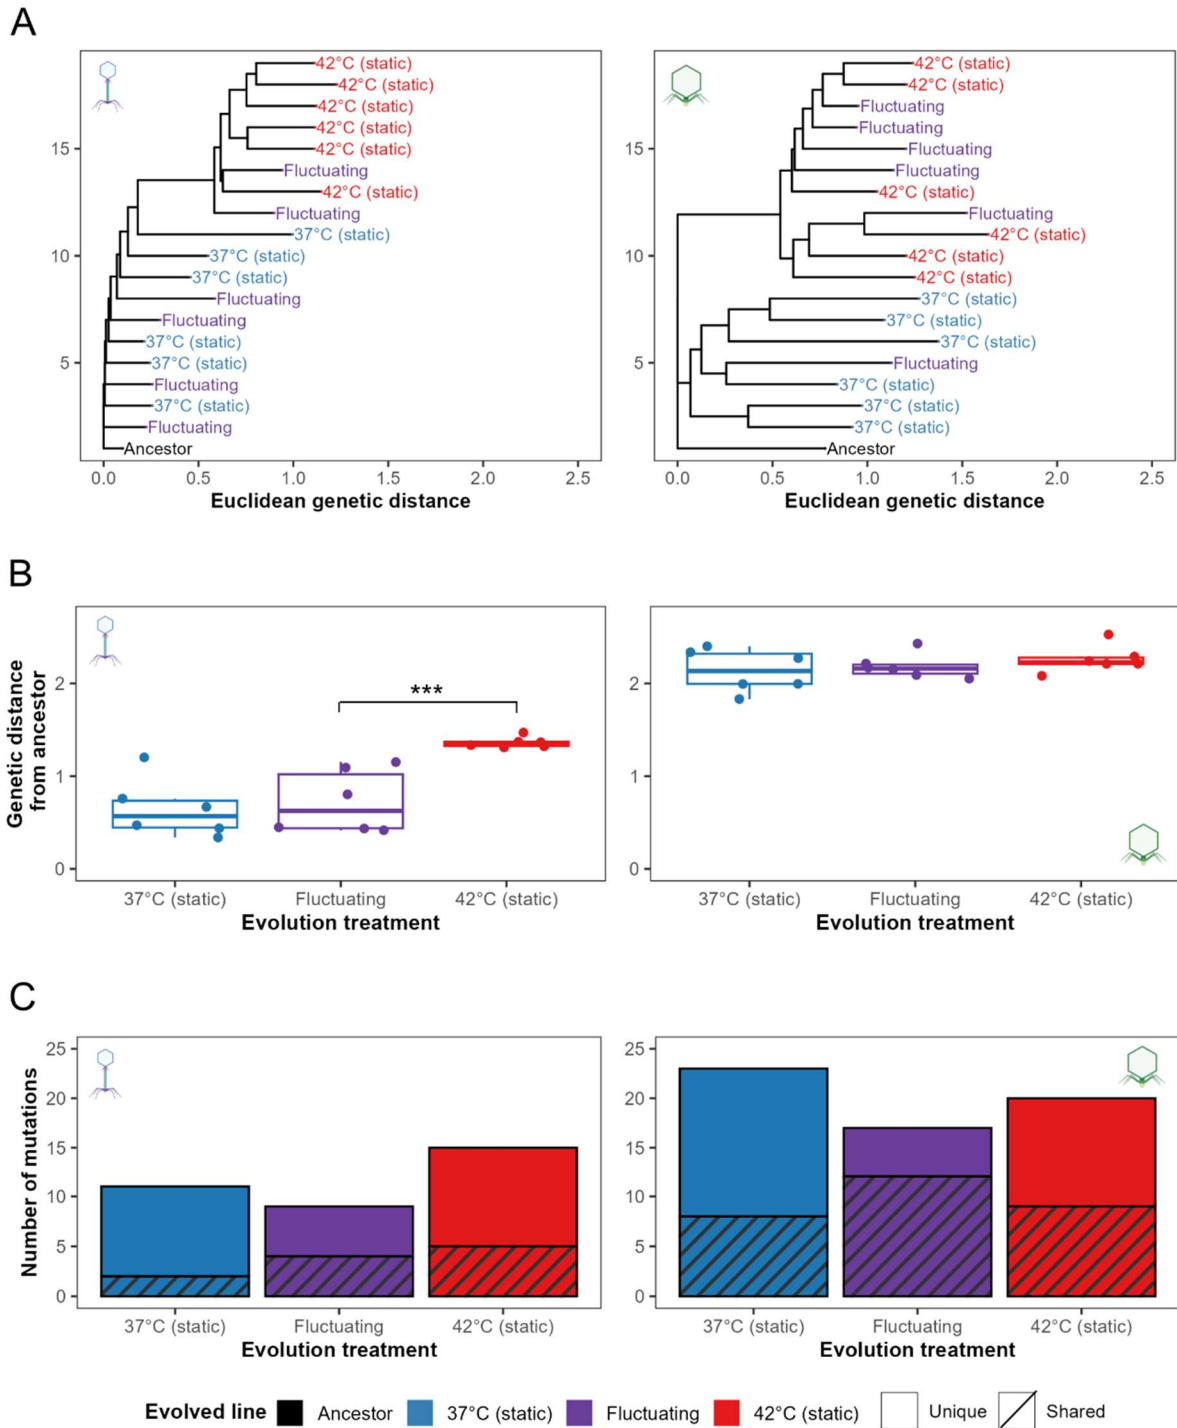 A
42°C (static)
42°C (static)
42°C (static)
42°C (static)
42°C (static)
Fluctuating
42°C (static)
Fluctuating
37°C (static)
37°C (static)
37°C (static)
Fluctuating
Fluctuating
37°C (static)
37°C (static)
Fluctuating
37°C (static)
Fluctuating
Ancestor
15
10
5
0.0 0.5 1.0 1.5 2.0 2.5
Euclidean genetic distance
42°C (static)
42°C (static)
Fluctuating
Fluctuating
Fluctuating
Fluctuating
42°C (static)
Fluctuating
42°C (static)
42°C (static)
42°C (static)
37°C (static)
37°C (static)
37°C (static)
Fluctuating
37°C (static)
37°C (static)
37°C (static)
Ancestor
15
10
5
0.0 0.5 1.0 1.5 2.0 2.5
Euclidean genetic distance
B
Genetic distance
from ancestor
2
1
0
***
37°C (static) Fluctuating 42°C (static)
Evolution treatment
2
1
0
37°C (static) Fluctuating 42°C (static)
Evolution treatment
C
Number of mutations
25
20
15
10
5
0
37°C (static) Fluctuating 42°C (static)
Evolution treatment
25
20
15
10
5
0
37°C (static) Fluctuating 42°C (static)
Evolution treatment
Evolved line Ancestor 37°C (static) Fluctuating 42°C (static) Unique Shared